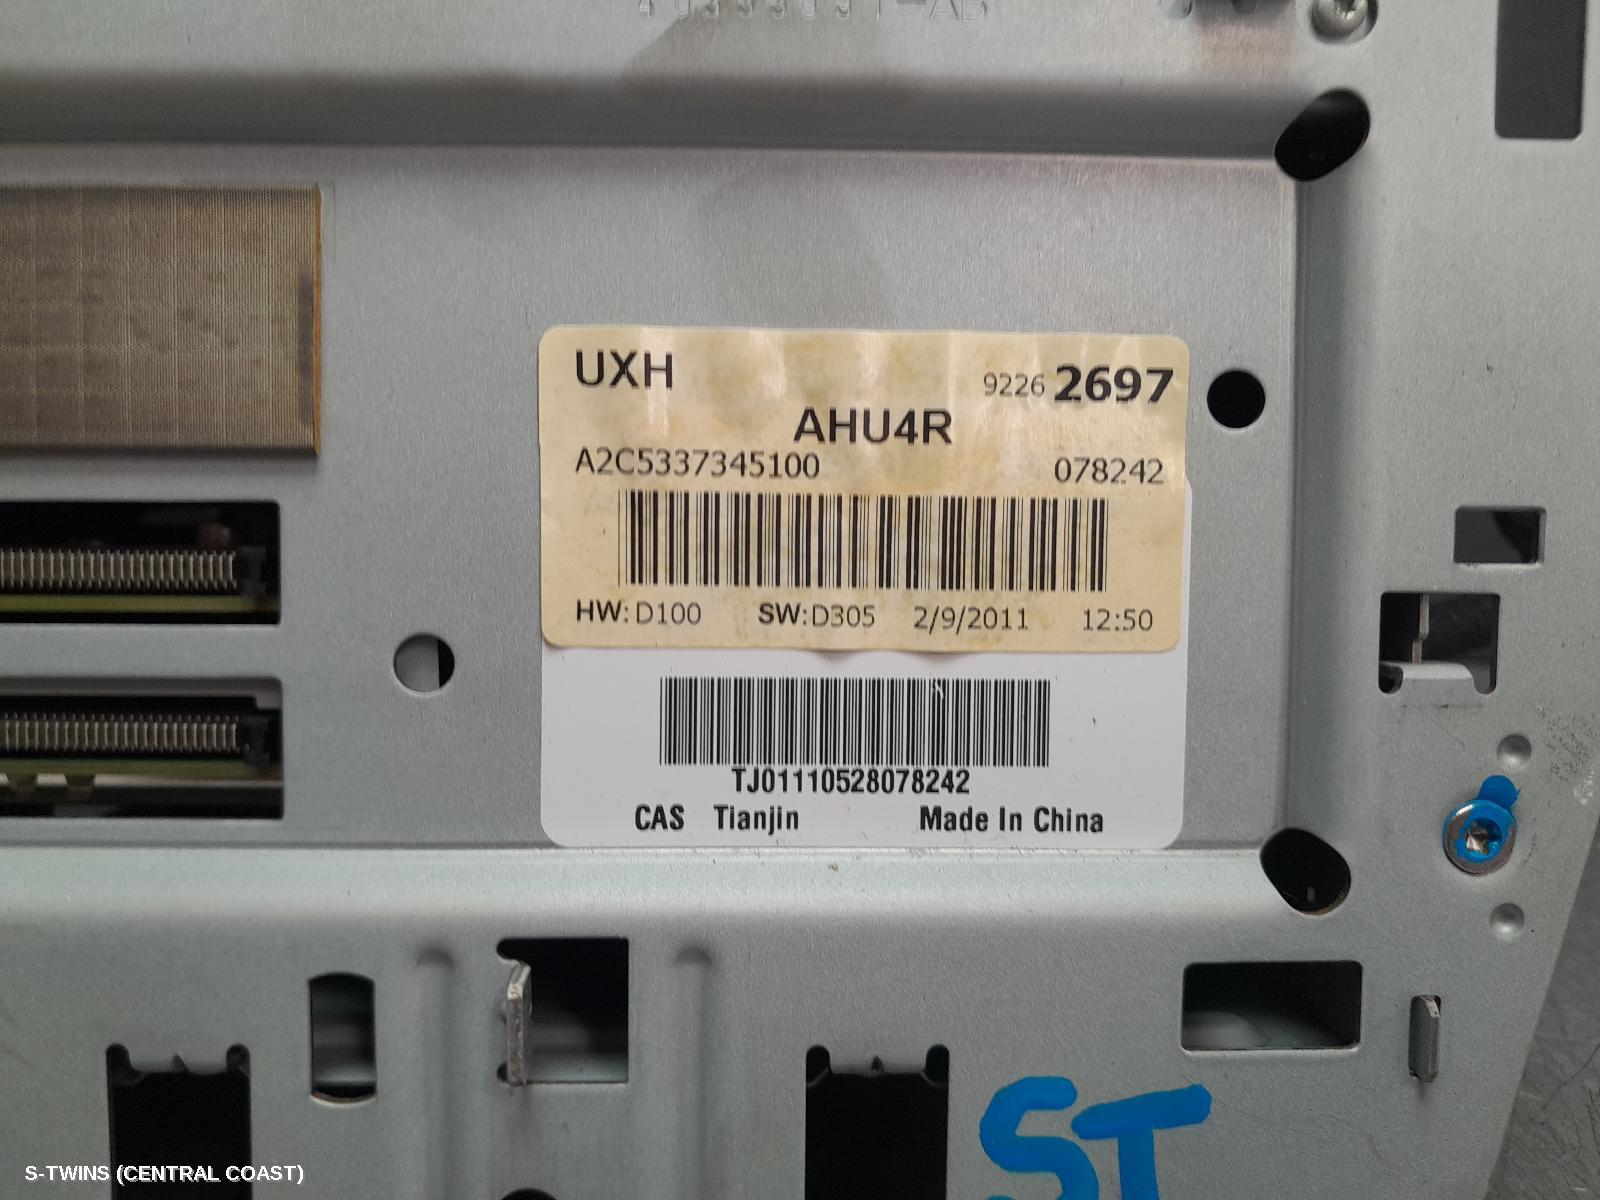 UXH
9226 2697
AHU4R
A2C5337345100 078242
HW: D100 SW:D305 2/9/2011 12:50
TJ01110528078242
CAS Tianjin Made In China
ST
S-TWINS (CENTRAL COAST)